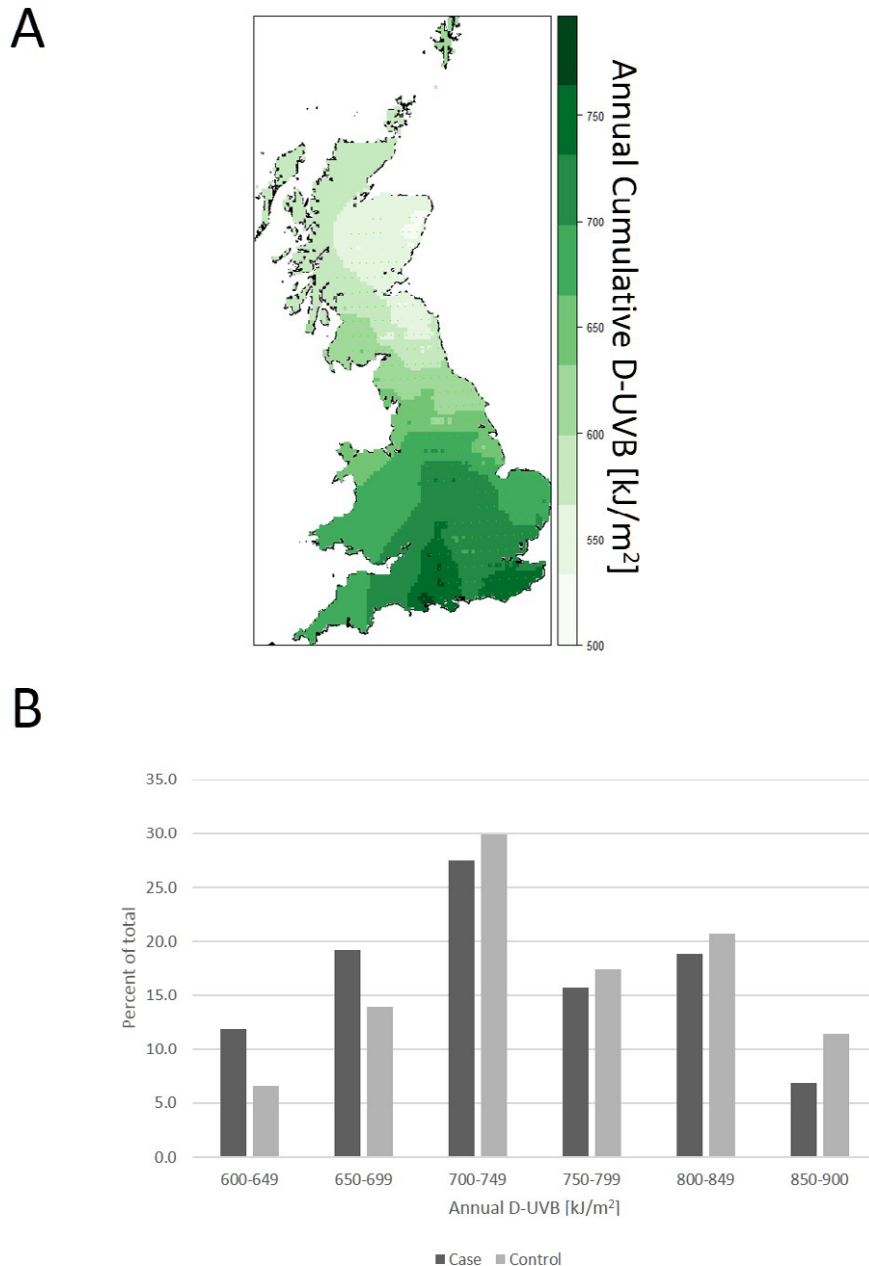 A
Annual Cumulative D-UVB [kJ/m²]
750
700
650
600
550
500
B
35.0
30.0
25.0
20.0
15.0
10.0
5.0
0.0
Percent of total
600-649 650-699 700-749 750-799 800-849 850-900
Annual D-UVB [kJ/m²]
Case Control